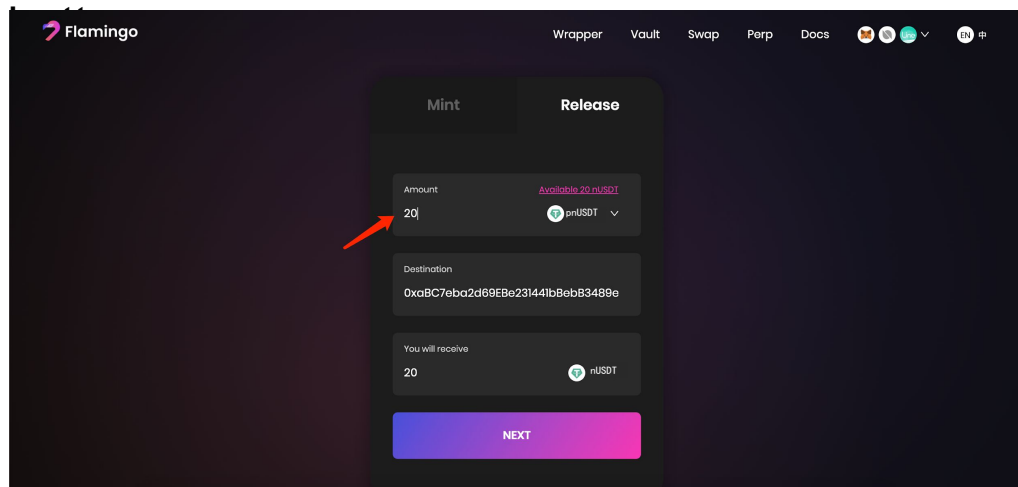 Flamingo
Wrapper Vault Swap Perp Docs EN 中
Mint Release
Amount Available 20 nUSDT
20 pnUSDT
Destination
0xaBC7eba2d69EBe231441bBebB3489e
You will receive
20 nUSDT
NEXT